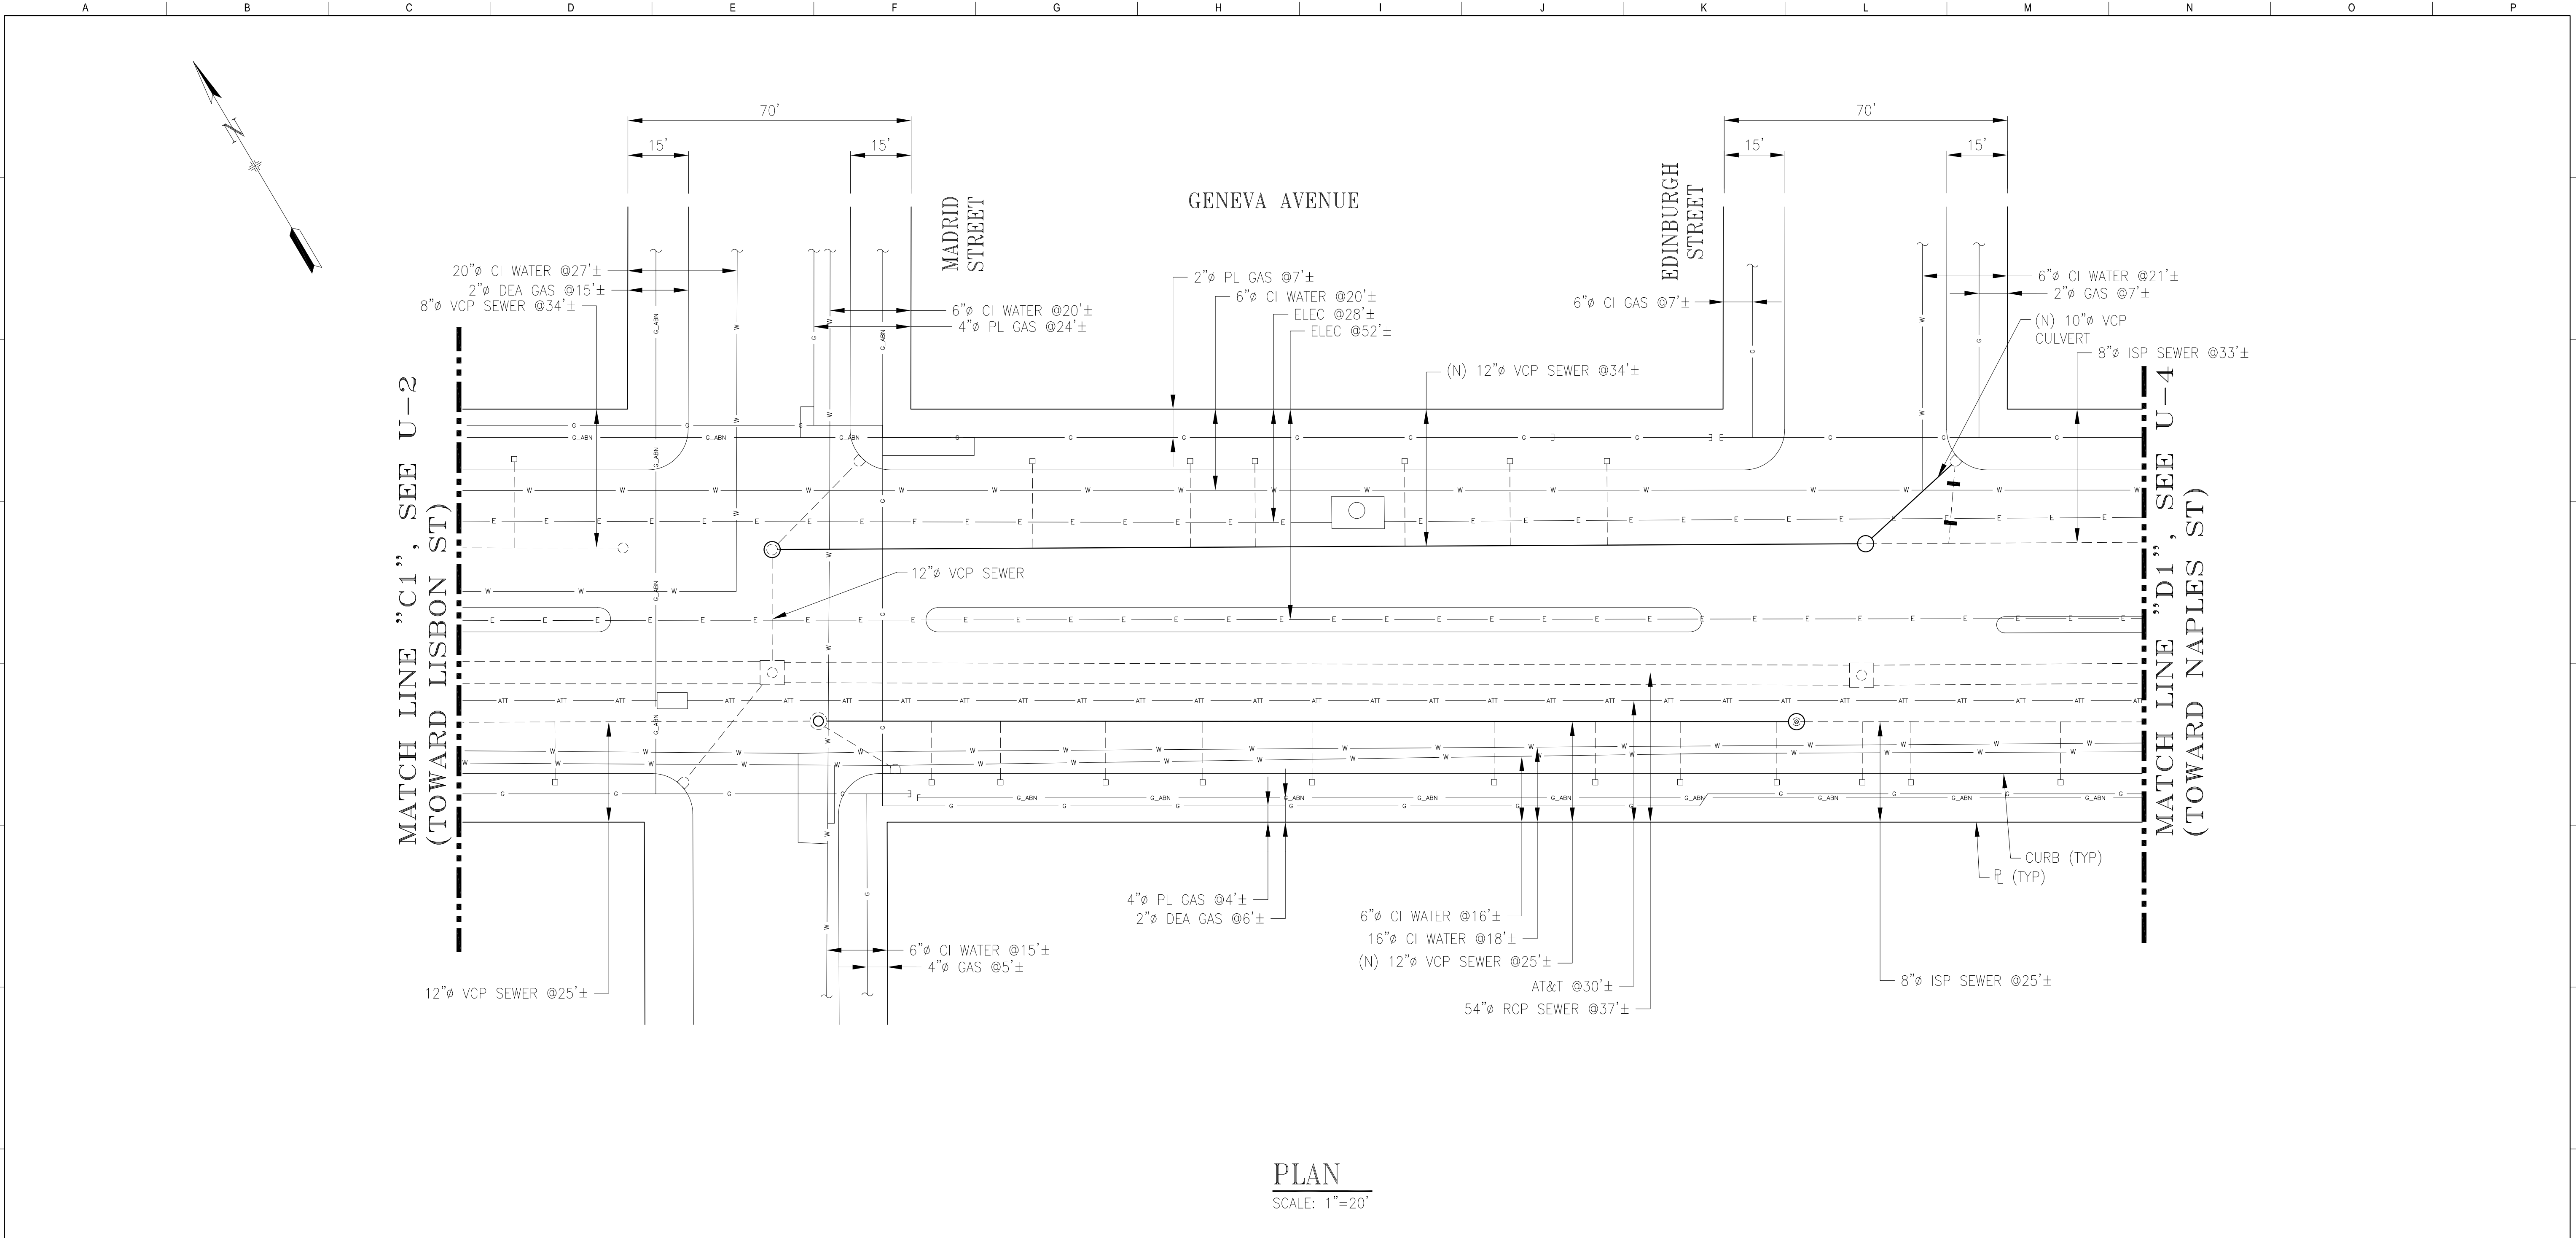 A B C D E F G H I J K L M N O P
N
70'
15' 15'
70'
15' 15'
MADRID
STREET
GENEVA AVENUE
EDINBURGH
STREET
20"ø CI WATER @27'±
2"ø DEA GAS @15'±
8"ø VCP SEWER @34'±
6"ø CI WATER @20'±
4"ø PL GAS @24'±
2"ø PL GAS @7'±
6"ø CI WATER @20'±
ELEC @28'±
ELEC @52'±
(N) 12"ø VCP SEWER @34'±
6"ø CI GAS @7'±
6"ø CI WATER @21'±
2"ø GAS @7'±
(N) 10"ø VCP
CULVERT
8"ø ISP SEWER @33'±
MATCH LINE "C1", SEE U-2
(TOWARD LISBON ST)
MATCH LINE "D1", SEE U-4
(TOWARD NAPLES ST)
12"ø VCP SEWER
CURB (TYP)
PL (TYP)
4"ø PL GAS @4'±
2"ø DEA GAS @6'±
6"ø CI WATER @16'±
16"ø CI WATER @18'±
(N) 12"ø VCP SEWER @25'±
AT&T @30'±
54"ø RCP SEWER @37'±
6"ø CI WATER @15'±
4"ø GAS @5'±
12"ø VCP SEWER @25'±
8"ø ISP SEWER @25'±
PLAN
SCALE: 1"=20'